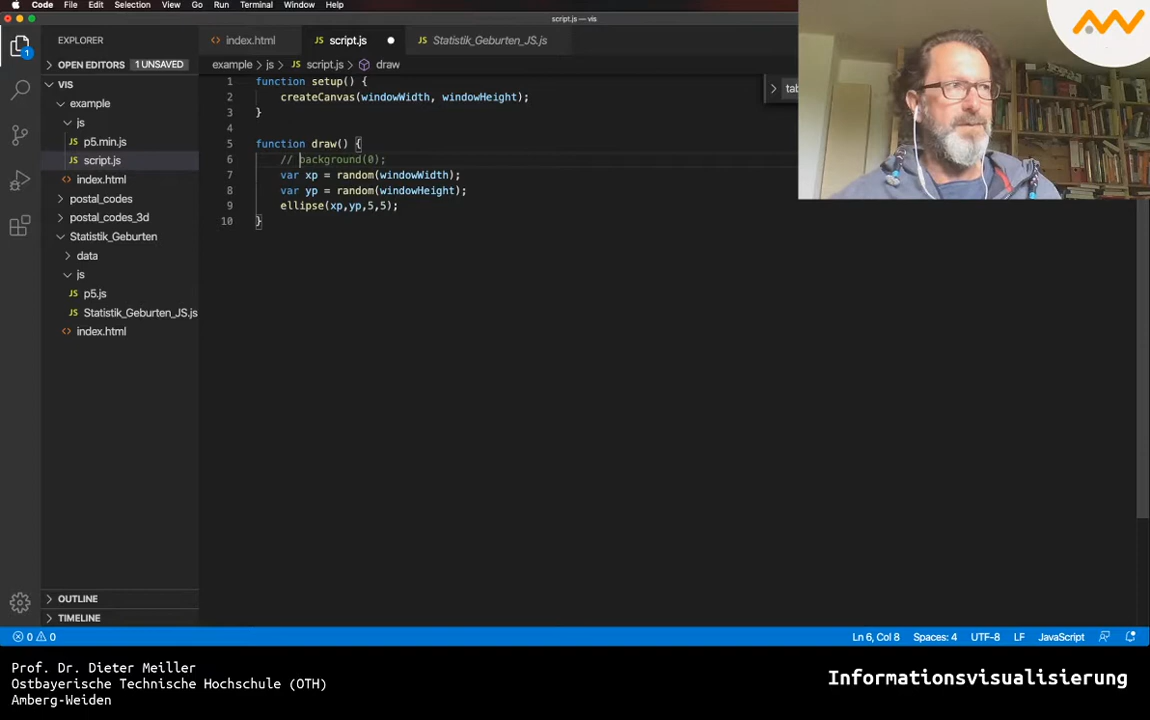 Code File Edit Selection View Go Run Terminal Window Help
script.js — vis
EXPLORER
index.html
script.js
Statistik_Geburten_JS.js
OPEN EDITORS 1 UNSAVED
example > js > script.js > draw
VIS
example
js
p5.min.js
script.js
index.html
postal_codes
postal_codes_3d
Statistik_Geburten
data
js
p5.js
Statistik_Geburten_JS.js
index.html
OUTLINE
TIMELINE
1 function setup() {
2 createCanvas(windowWidth, windowHeight);
3 }
4
5 function draw() {
6 // background(0);
7 var xp = random(windowWidth);
8 var yp = random(windowHeight);
9 ellipse(xp,yp,5,5);
10 }
tab
1
0 0
Ln 6, Col 8 Spaces: 4 UTF-8 LF JavaScript
Prof. Dr. Dieter Meiller
Ostbayerische Technische Hochschule (OTH)
Amberg-Weiden
Informationsvisualisierung